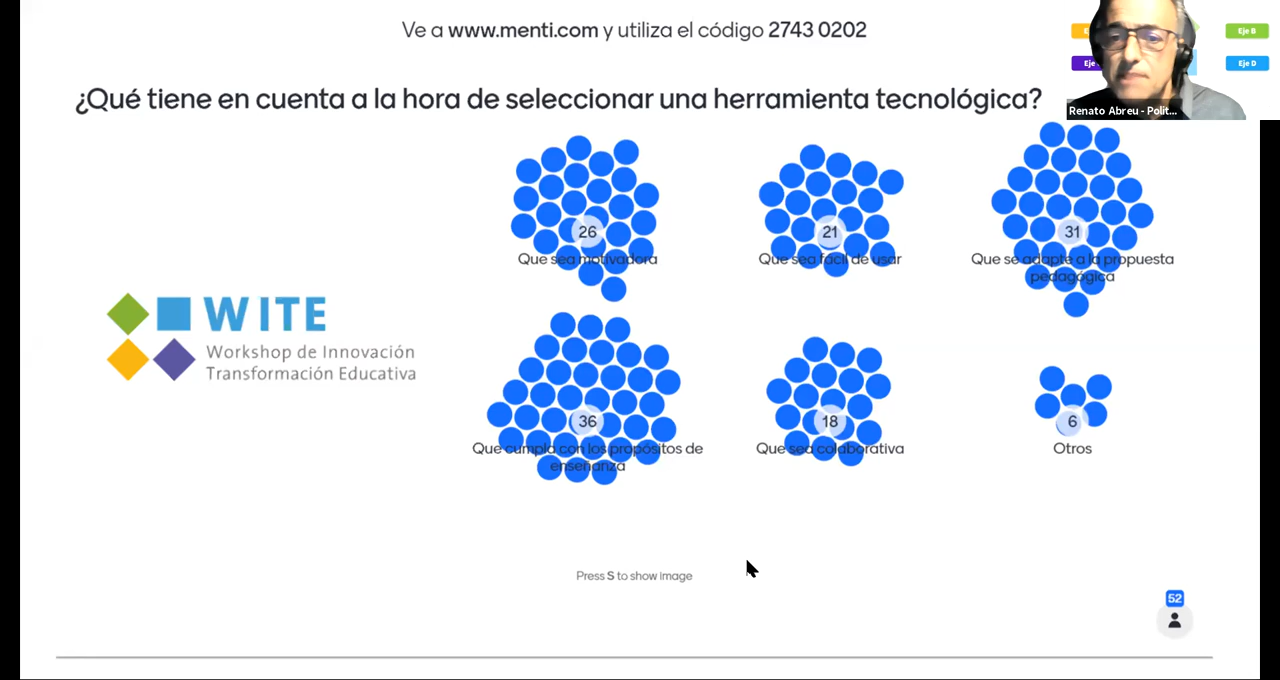 Ve a www.menti.com y utiliza el código 2743 0202
Eje B
Eje
Eje D
Renato Abreu - Polit...
¿Qué tiene en cuenta a la hora de seleccionar una herramienta tecnológica?
26
Que sea motivadora
21
Que sea fácil de usar
31
Que se adapte a la propuesta
pedagógica
WITE
Workshop de Innovación
Transformación Educativa
36
Que cumpla con los propósitos de
enseñanza
18
Que sea colaborativa
6
Otros
Press S to show image
52